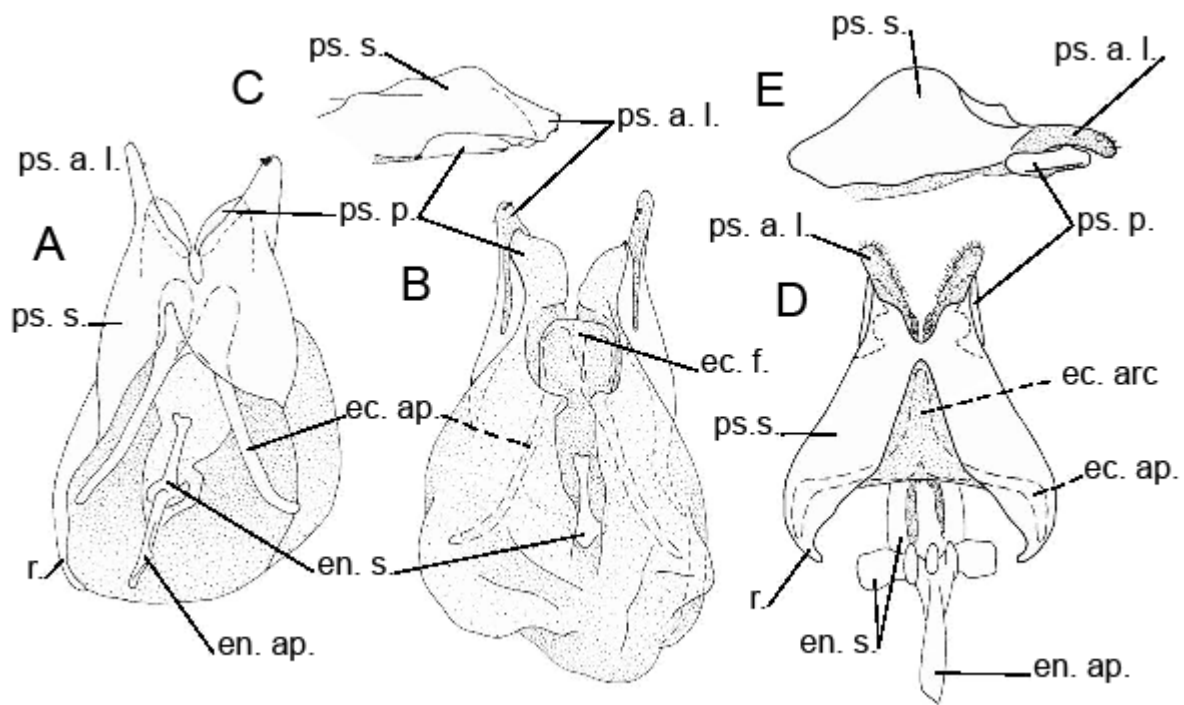 ps. s.
C
ps. a. l.
A
ps. a. l.
ps. p.
B
ps. s.
ec. f.
ec. ap.
r.
en. s.
en. ap.
ps. s.
ps. a. l.
E
ps. a. l.
ps. p.
D
ec. arc
ps.s.
ec. ap.
r.
en. s.
en. ap.